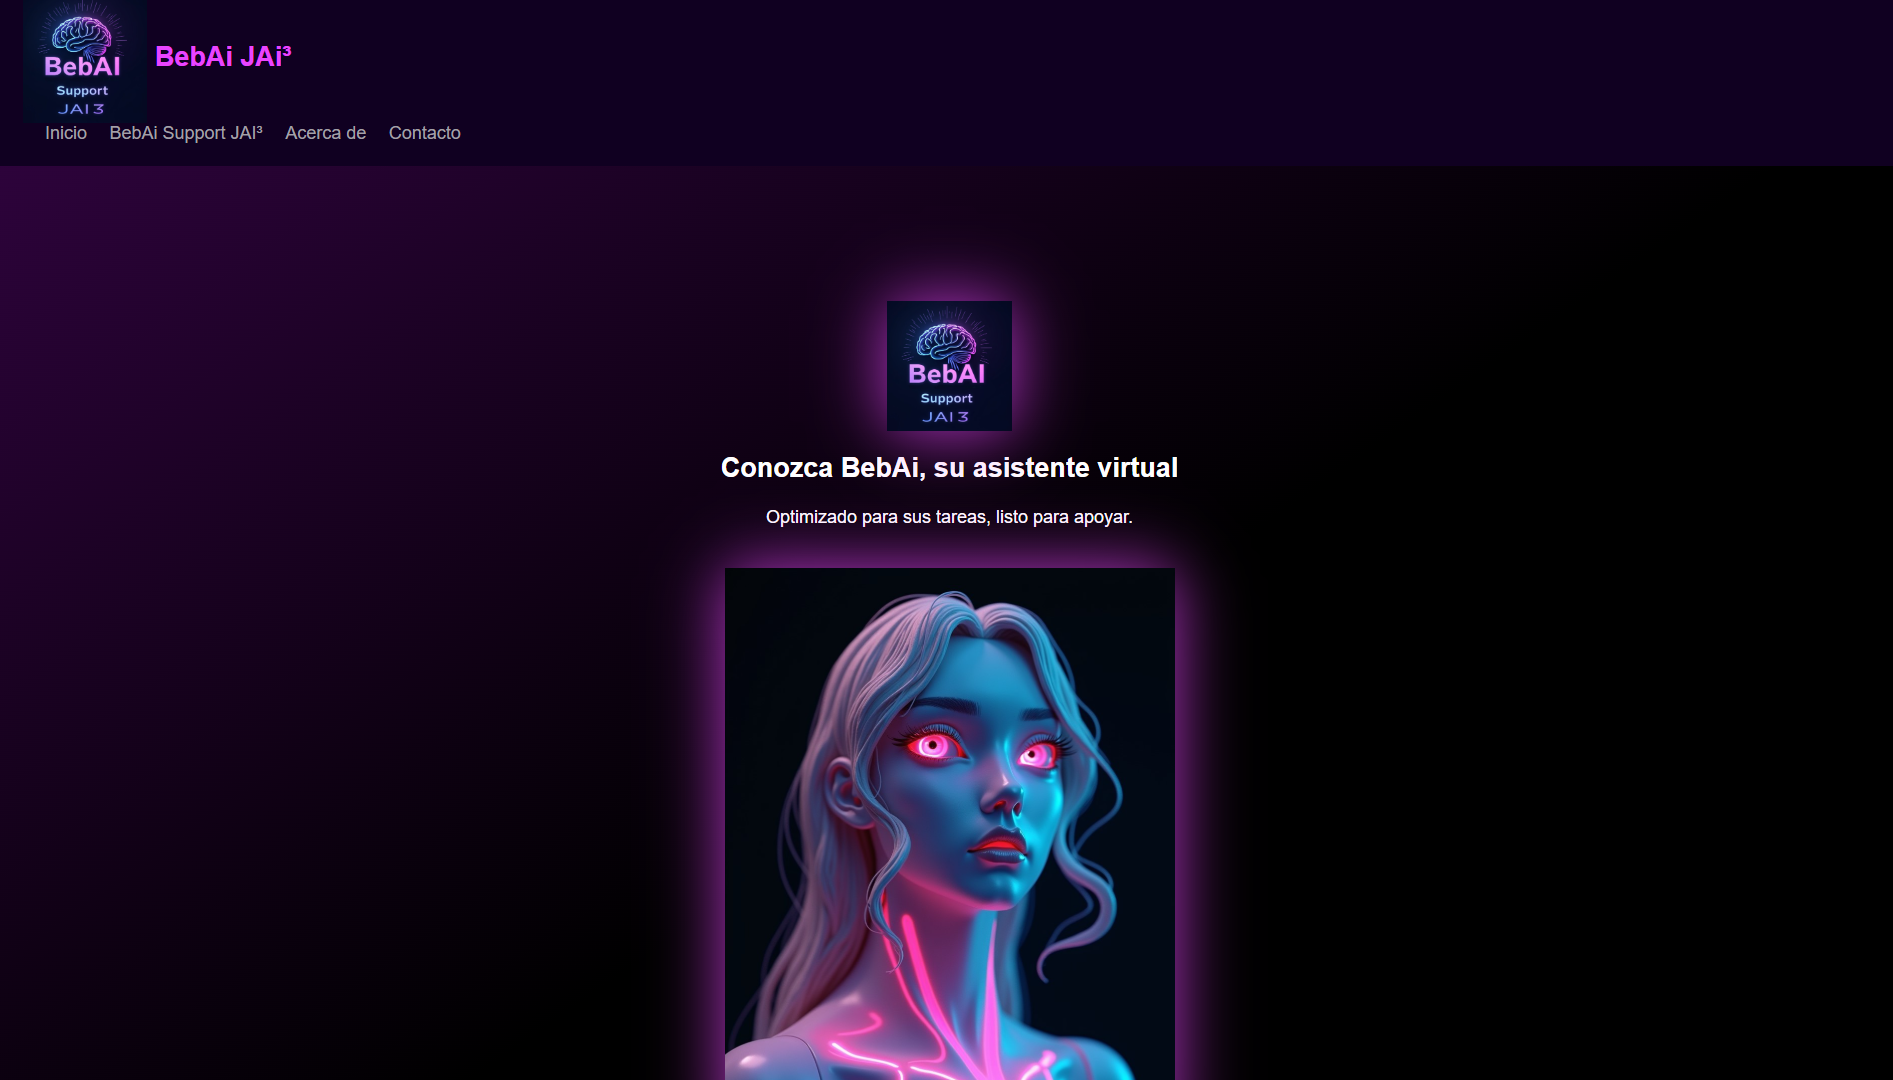 BebAI
Support
JAI 3
BebAi JAi³
Inicio BebAi Support JAI³ Acerca de Contacto
BebAI
Support
JAI 3
Conozca BebAi, su asistente virtual
Optimizado para sus tareas, listo para apoyar.